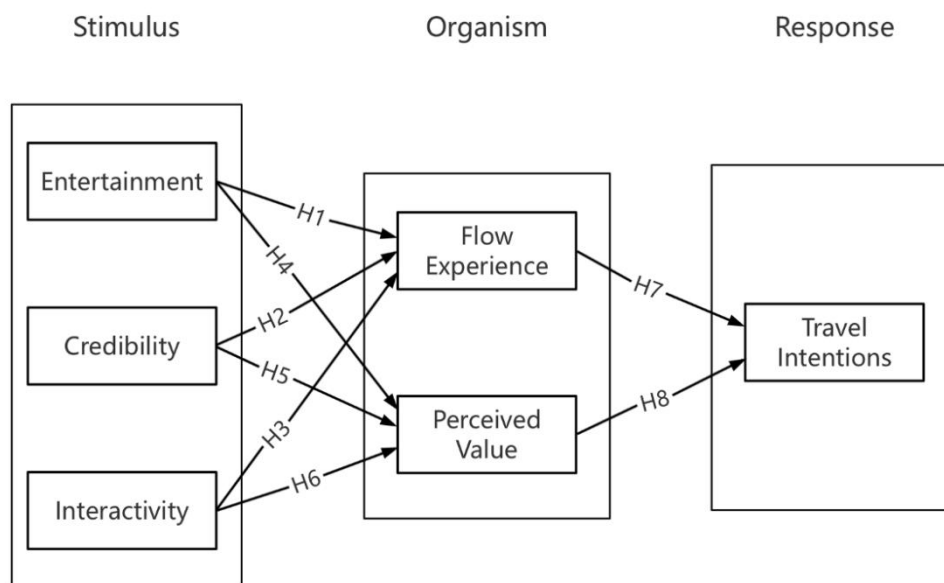 Stimulus
Organism
Response
Entertainment
H1
Flow
Experience
H4
H7
H2
Credibility
Travel
Intentions
H5
H8
H3
Perceived
Value
H6
Interactivity